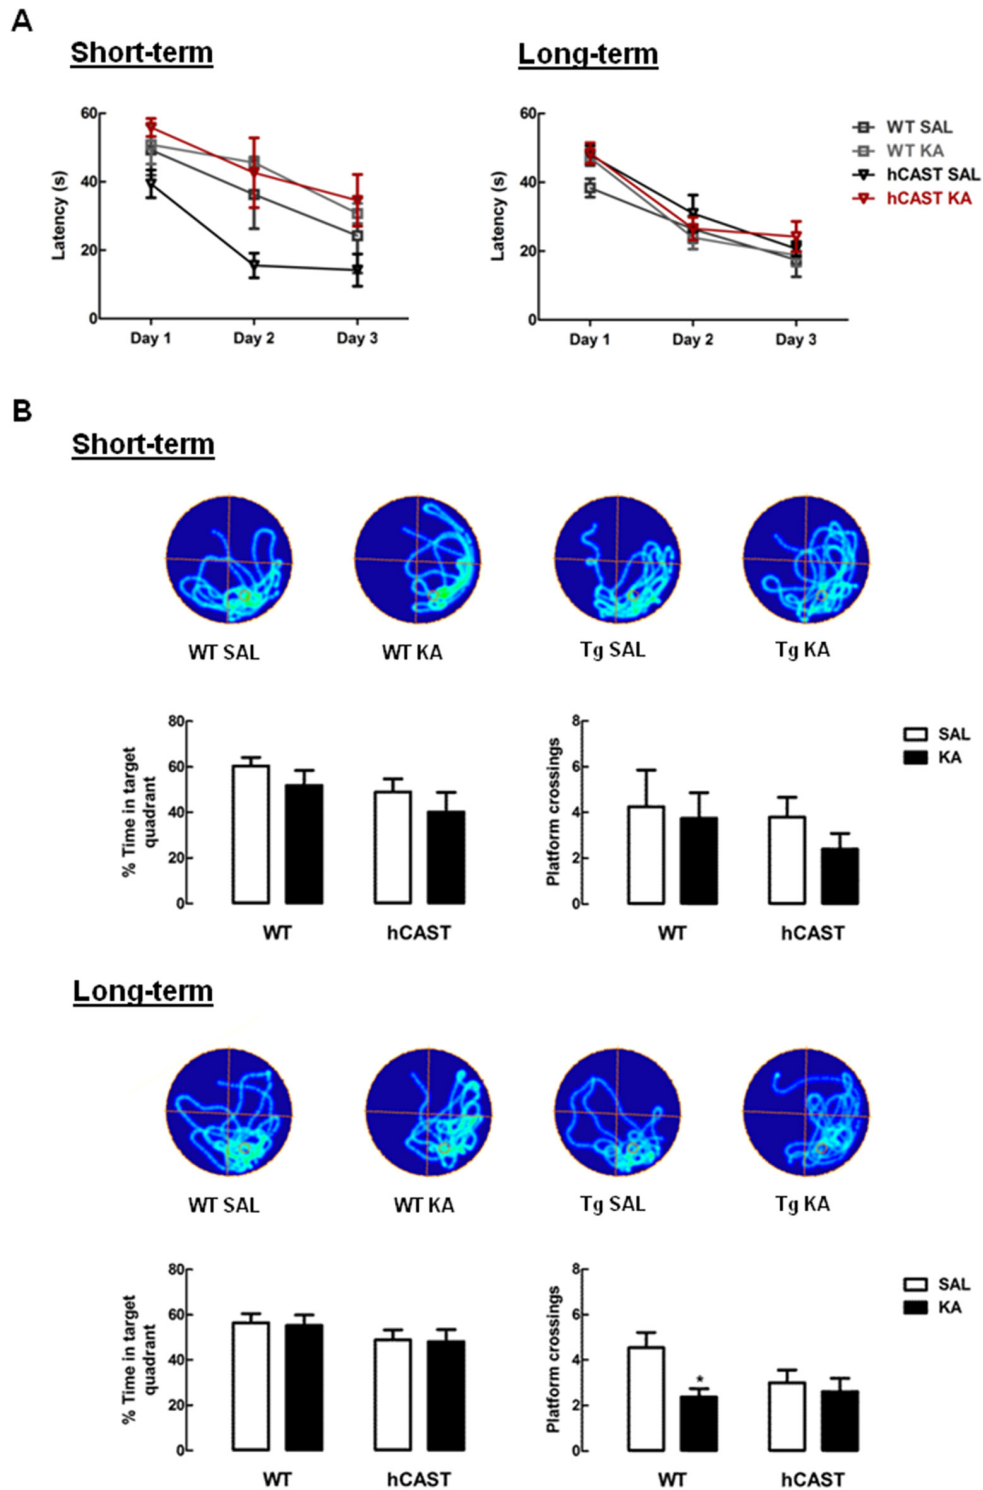 A
Short-term
Long-term
60
40
20
0
Latency (s)
Day 1 Day 2 Day 3
60
40
20
0
Latency (s)
Day 1 Day 2 Day 3
WT SAL
WT KA
hCAST SAL
hCAST KA
B
Short-term
WT SAL
WT KA
Tg SAL
Tg KA
80
60
40
20
0
% Time in target
quadrant
WT hCAST
8
6
4
2
0
Platform crossings
WT hCAST
SAL
KA
Long-term
WT SAL
WT KA
Tg SAL
Tg KA
80
60
40
20
0
% Time in target
quadrant
WT hCAST
8
6
4
2
0
Platform crossings
*
WT hCAST
SAL
KA